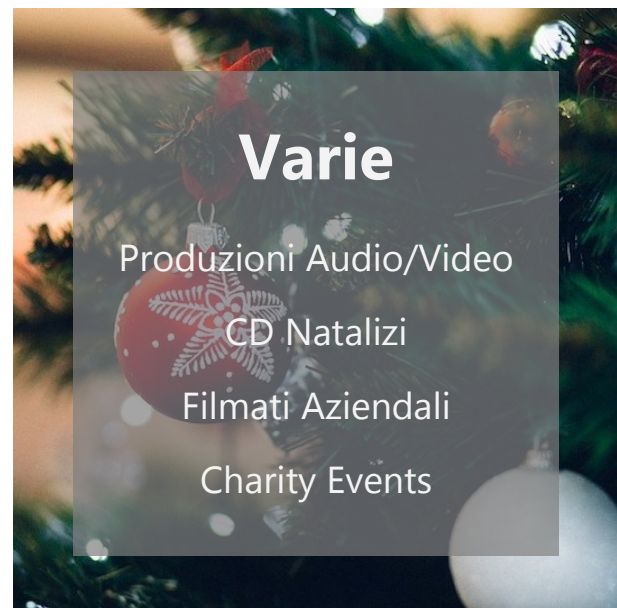 Varie
Produzioni Audio/Video
CD Natalizi
Filmati Aziendali
Charity Events